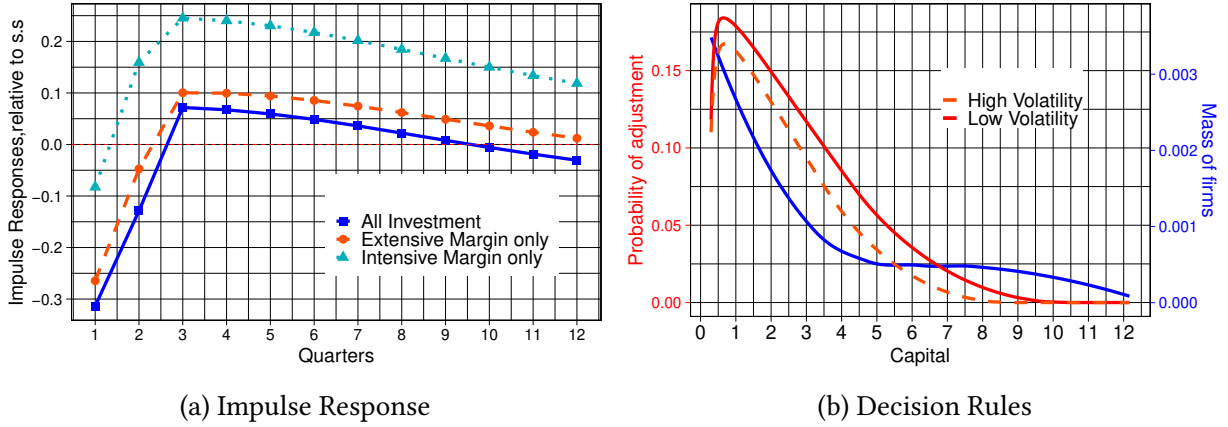 Impulse Responses,relative to s.s
0.2
0.1
0.0
−0.1
−0.2
−0.3
All Investment
Extensive Margin only
Intensive Margin only
1 2 3 4 5 6 7 8 9 10 11 12
Quarters
(a) Impulse Response
Probability of adjustment
0.15
0.10
0.05
0.00
High Volatility
Low Volatility
0.003
0.002
0.001
0.000
Mass of firms
0 1 2 3 4 5 6 7 8 9 10 11 12
Capital
(b) Decision Rules